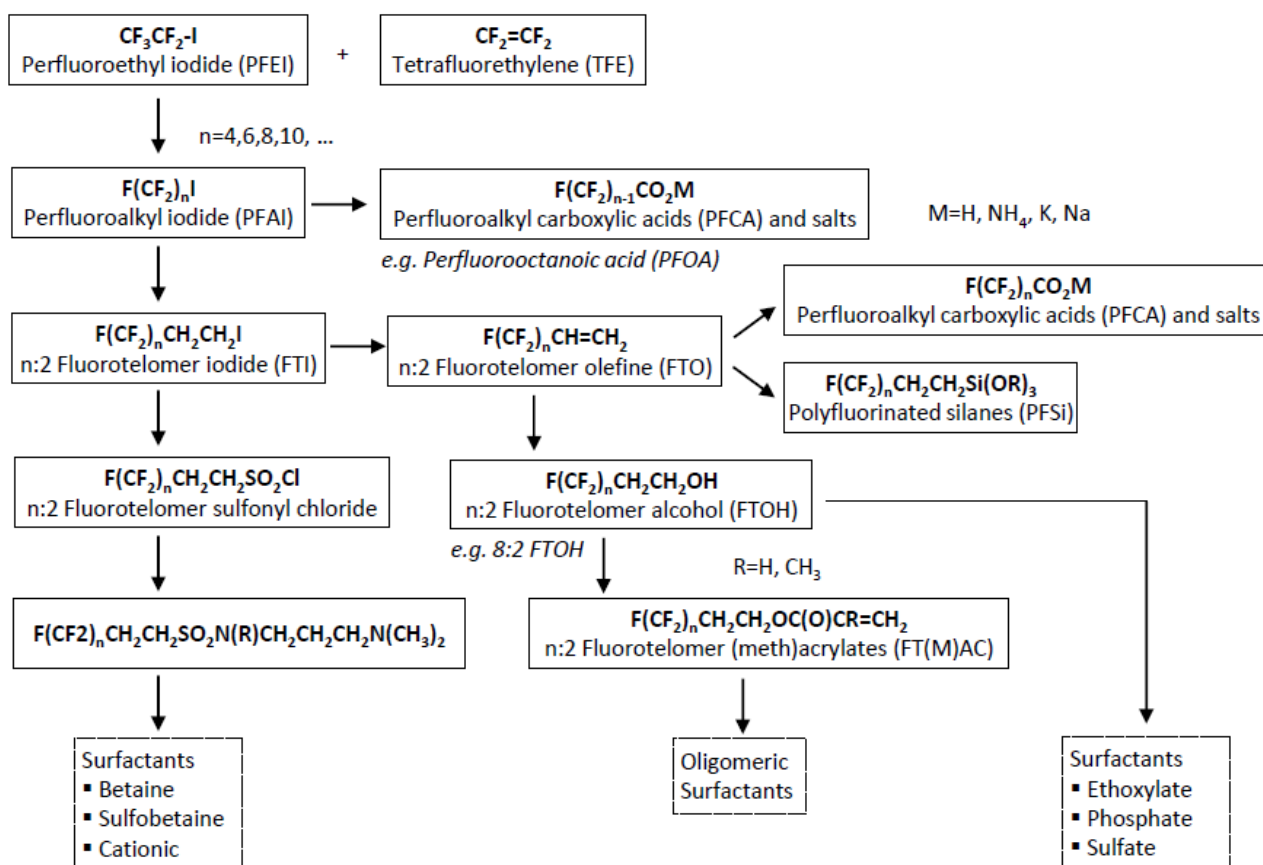 CF₃CF₂-I
Perfluoroethyl iodide (PFEI)
+
CF₂=CF₂
Tetrafluorethylene (TFE)
n=4,6,8,10, ...
F(CF₂)ₙI
Perfluoroalkyl iodide (PFAI)
F(CF₂)ₙ₋₁CO₂M
Perfluoroalkyl carboxylic acids (PFCA) and salts
M=H, NH₄, K, Na
e.g. Perfluorooctanoic acid (PFOA)
F(CF₂)ₙCO₂M
Perfluoroalkyl carboxylic acids (PFCA) and salts
F(CF₂)ₙCH₂CH₂I
n:2 Fluorotelomer iodide (FTI)
F(CF₂)ₙCH=CH₂
n:2 Fluorotelomer olefine (FTO)
F(CF₂)ₙCH₂CH₂Si(OR)₃
Polyfluorinated silanes (PFSi)
F(CF₂)ₙCH₂CH₂SO₂Cl
n:2 Fluorotelomer sulfonyl chloride
F(CF₂)ₙCH₂CH₂OH
n:2 Fluorotelomer alcohol (FTOH)
e.g. 8:2 FTOH
R=H, CH₃
F(CF2)ₙCH₂CH₂SO₂N(R)CH₂CH₂CH₂N(CH₃)₂
F(CF₂)ₙCH₂CH₂OC(O)CR=CH₂
n:2 Fluorotelomer (meth)acrylates (FT(M)AC)
Surfactants
▪ Betaine
▪ Sulfobetaine
▪ Cationic
Oligomeric
Surfactants
Surfactants
▪ Ethoxylate
▪ Phosphate
▪ Sulfate